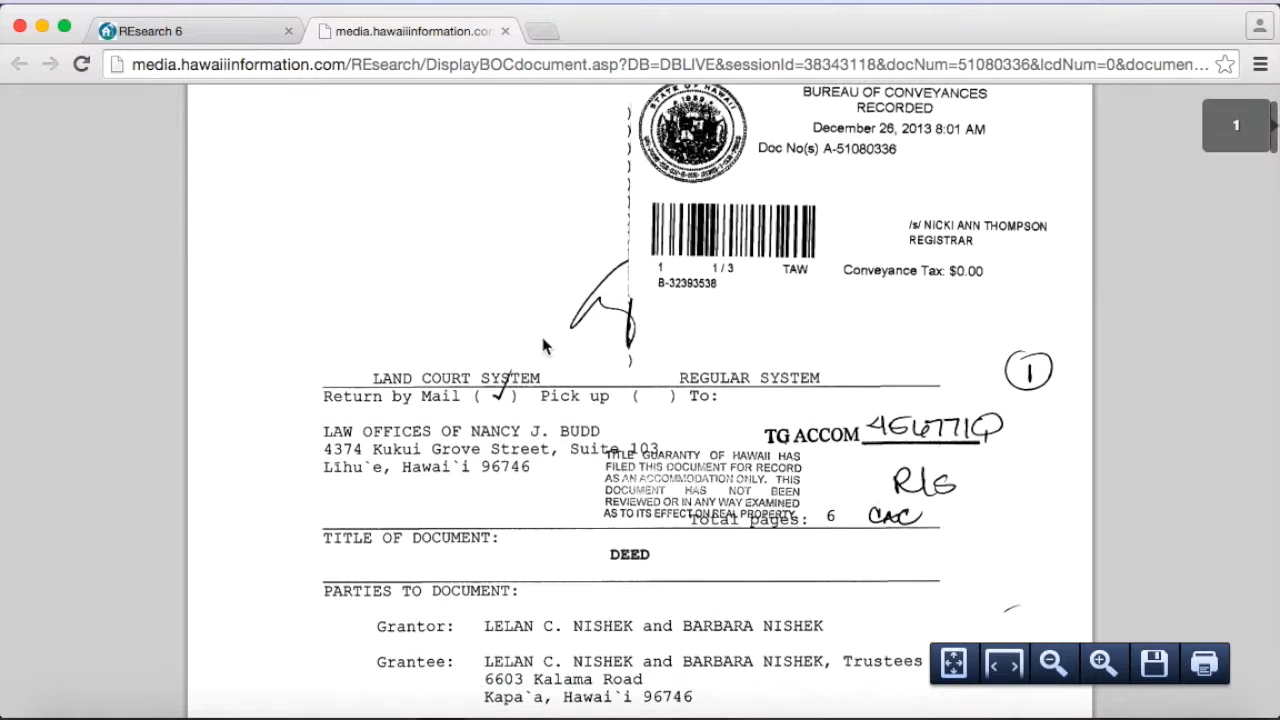 REsearch 6
media.hawaiiinformation.co
media.hawaiiinformation.com/REsearch/DisplayBOCdocument.asp?DB=DBLIVE&sessionId=38343118&docNum=51080336&lcdNum=0&documen...
STATE OF HAWAII
1959
BUREAU OF CONVEYANCES
RECORDED
December 26, 2013 8:01 AM
Doc No(s) A-51080336
1
/s/ NICKI ANN THOMPSON
REGISTRAR
1 1/3 TAW
B-32393538
Conveyance Tax: $0.00
LAND COURT SYSTEM REGULAR SYSTEM
1
Return by Mail ( ✓ ) Pick up ( ) To:
LAW OFFICES OF NANCY J. BUDD
4374 Kukui Grove Street, Suite 103
Lihu`e, Hawai`i 96746
TG ACCOM
TITLE GUARANTY OF HAWAII HAS
FILED THIS DOCUMENT FOR RECORD
AS AN ACCOMMODATION ONLY. THIS
DOCUMENT HAS NOT BEEN
REVIEWED OR IN ANY WAY EXAMINED
AS TO ITS EFFECT ON REAL PROPERTY.
Total pages: 6
TITLE OF DOCUMENT:
DEED
PARTIES TO DOCUMENT:
Grantor: LELAN C. NISHEK and BARBARA NISHEK
Grantee: LELAN C. NISHEK and BARBARA NISHEK, Trustees
6603 Kalama Road
Kapa`a, Hawai`i 96746